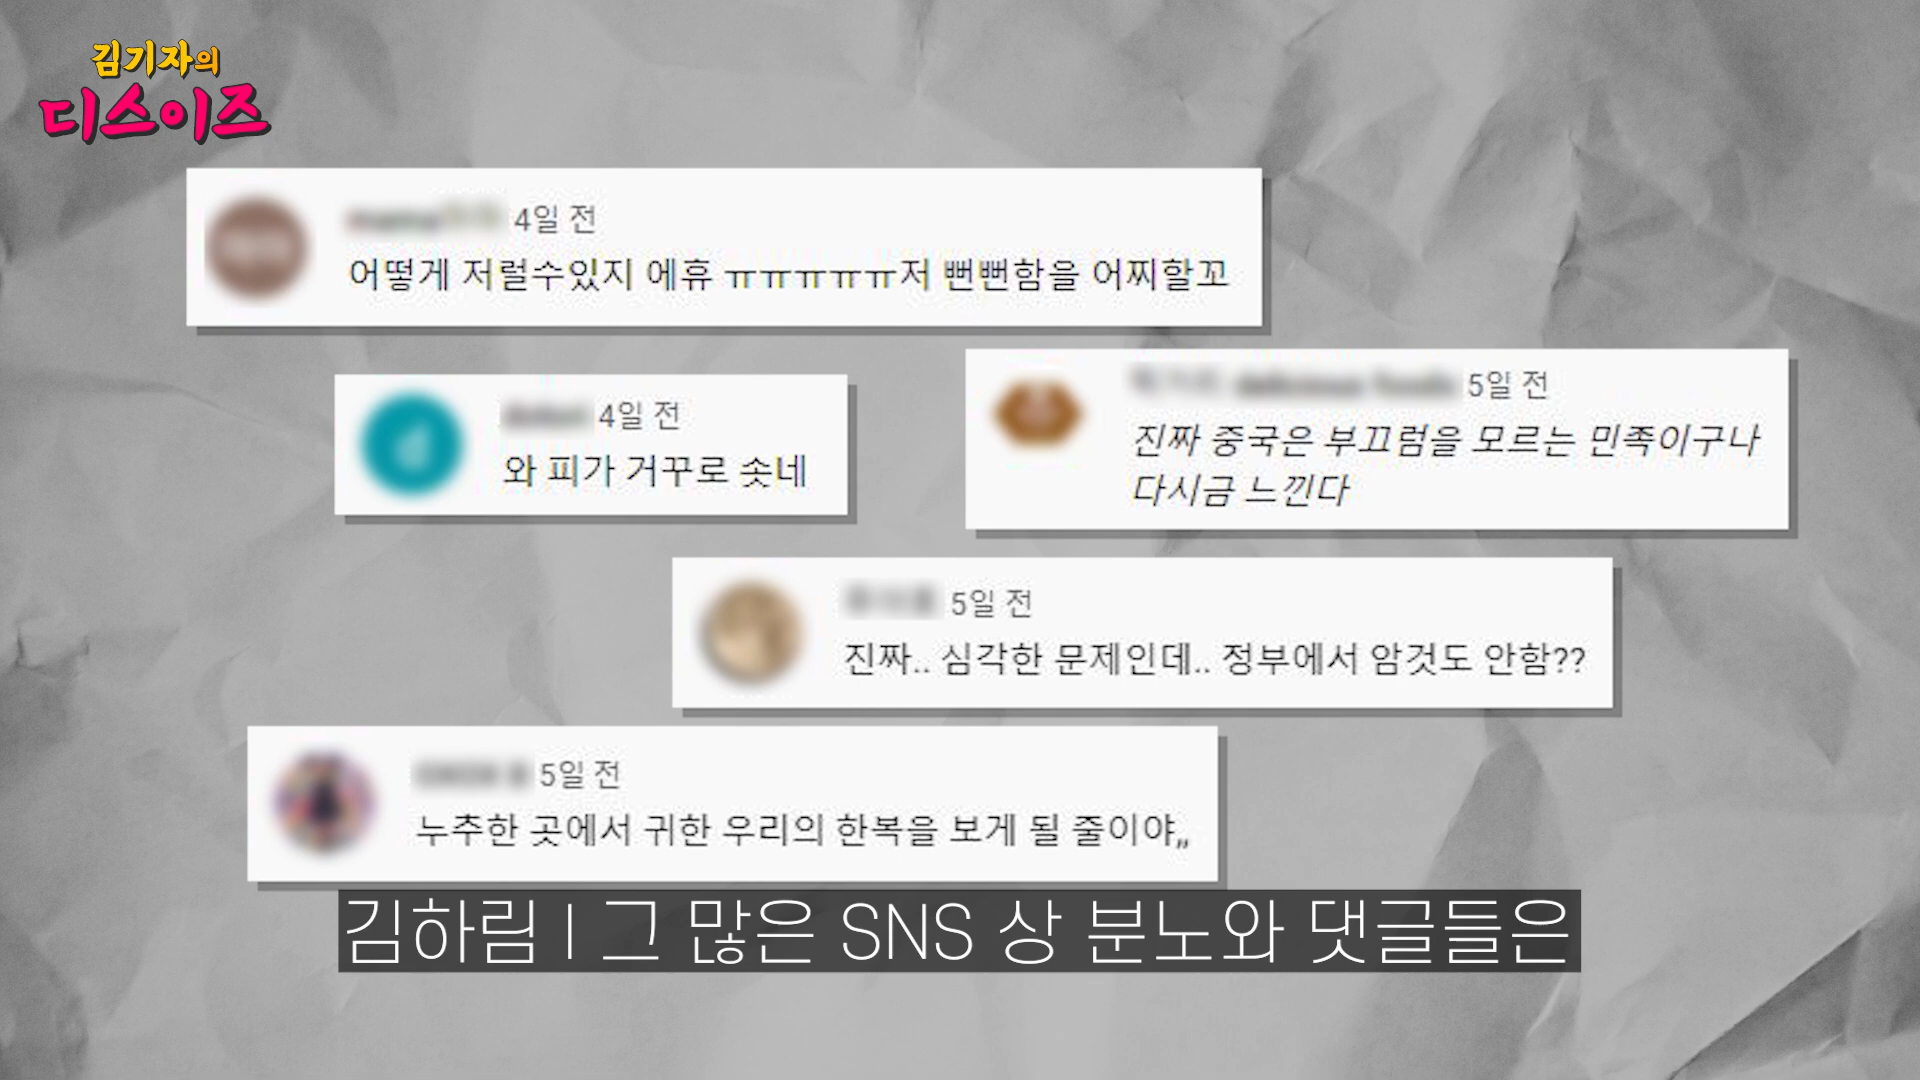 김기자의
디스이즈
4일 전
어떻게 저럴수있지 에휴 ㅠㅠㅠㅠㅠ저 뻔뻔함을 어찌할꼬
4일 전
와 피가 거꾸로 솟네
5일 전
진짜 중국은 부끄럼을 모르는 민족이구나
다시금 느낀다
5일 전
진짜.. 심각한 문제인데.. 정부에서 암것도 안함??
5일 전
누추한 곳에서 귀한 우리의 한복을 보게 될 줄이야,,
김하림 | 그 많은 SNS 상 분노와 댓글들은